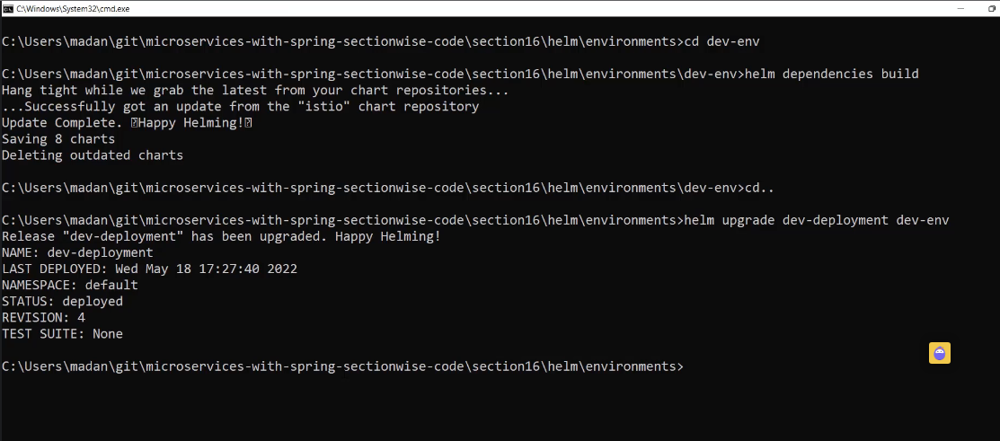 C:\Windows\System32\cmd.exe
C:\Users\madan\git\microservices-with-spring-sectionwise-code\section16\helm\environments>cd dev-env
C:\Users\madan\git\microservices-with-spring-sectionwise-code\section16\helm\environments\dev-env>helm dependencies build
Hang tight while we grab the latest from your chart repositories...
...Successfully got an update from the "istio" chart repository
Update Complete. ⍰Happy Helming!⍰
Saving 8 charts
Deleting outdated charts
C:\Users\madan\git\microservices-with-spring-sectionwise-code\section16\helm\environments\dev-env>cd..
C:\Users\madan\git\microservices-with-spring-sectionwise-code\section16\helm\environments>helm upgrade dev-deployment dev-env
Release "dev-deployment" has been upgraded. Happy Helming!
NAME: dev-deployment
LAST DEPLOYED: Wed May 18 17:27:40 2022
NAMESPACE: default
STATUS: deployed
REVISION: 4
TEST SUITE: None
C:\Users\madan\git\microservices-with-spring-sectionwise-code\section16\helm\environments>